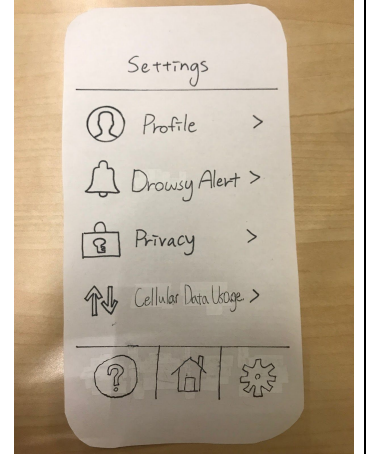 Settings
Profile >
Drowsy Alert >
Privacy >
Cellular Data Usage >
?